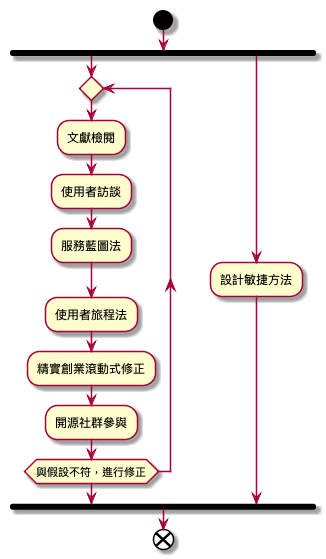 文獻檢閱
使用者訪談
服務藍圖法
使用者旅程法
精實創業滾動式修正
開源社群參與
與假設不符，進行修正
設計敏捷方法